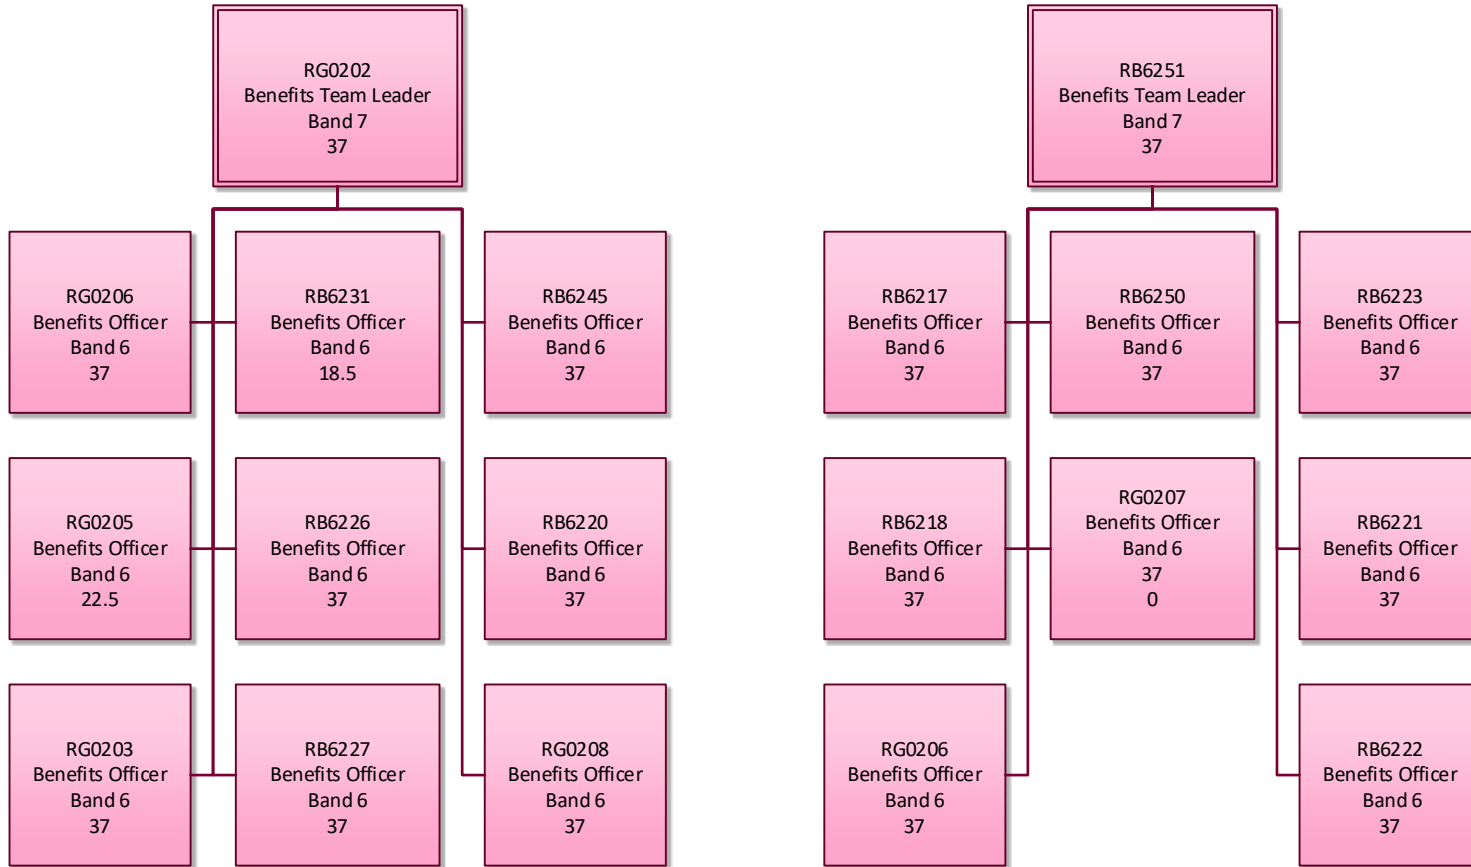 RG0202
Benefits Team Leader
Band 7
37
RB6251
Benefits Team Leader
Band 7
37
RG0206
Benefits Officer
Band 6
37
RB6231
Benefits Officer
Band 6
18.5
RB6245
Benefits Officer
Band 6
37
RB6217
Benefits Officer
Band 6
37
RB6250
Benefits Officer
Band 6
37
RB6223
Benefits Officer
Band 6
37
RG0205
Benefits Officer
Band 6
22.5
RB6226
Benefits Officer
Band 6
37
RB6220
Benefits Officer
Band 6
37
RB6218
Benefits Officer
Band 6
37
RG0207
Benefits Officer
Band 6
37
0
RB6221
Benefits Officer
Band 6
37
RG0203
Benefits Officer
Band 6
37
RB6227
Benefits Officer
Band 6
37
RG0208
Benefits Officer
Band 6
37
RG0206
Benefits Officer
Band 6
37
RB6222
Benefits Officer
Band 6
37